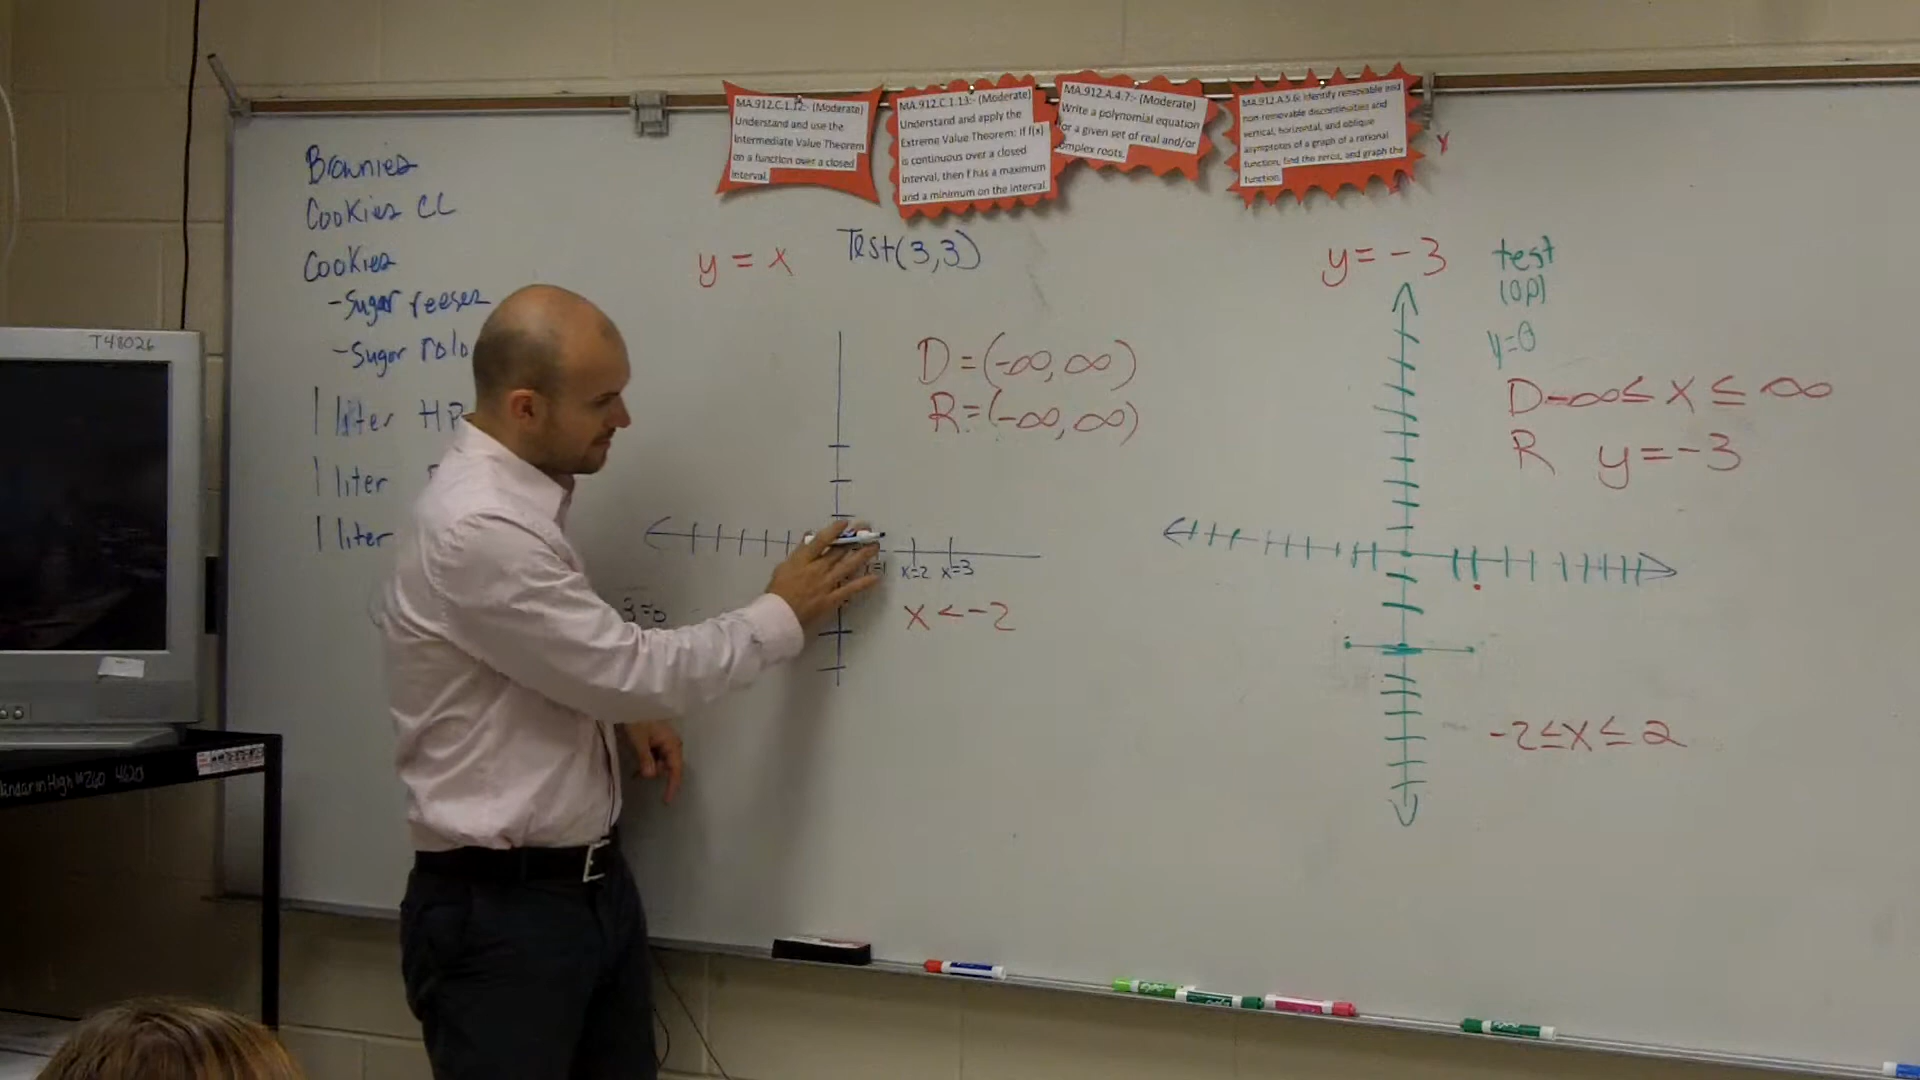 MA.912.C.1.12:- (Moderate)
Understand and use the
Intermediate Value Theorem
on a function over a closed
interval.
MA.912.C.1.13:- (Moderate)
Understand and apply the
Extreme Value Theorem: If f(x)
is continuous over a closed
interval, then f has a maximum
and a minimum on the interval.
MA.912.A.4.7:- (Moderate)
Write a polynomial equation
for a given set of real and/or
complex roots.
MA.912.A.5.6: Identify removable and
non-removable discontinuities and
vertical, horizontal, and oblique
asymptotes of a graph of a rational
function, find the zeros, and graph the
function.
Brownies
Cookies CC
Cookies
-Sugar reeses
-Sugar rolo
1 liter HP
1 liter
1 liter
T48026
y = x
Test(3,3)
D=(-∞,∞)
R=(-∞,∞)
x=1 x=2 x=3
x<-2
y=-3
test
y=0
D-∞≤x≤∞
R y=-3
-2≤x≤2